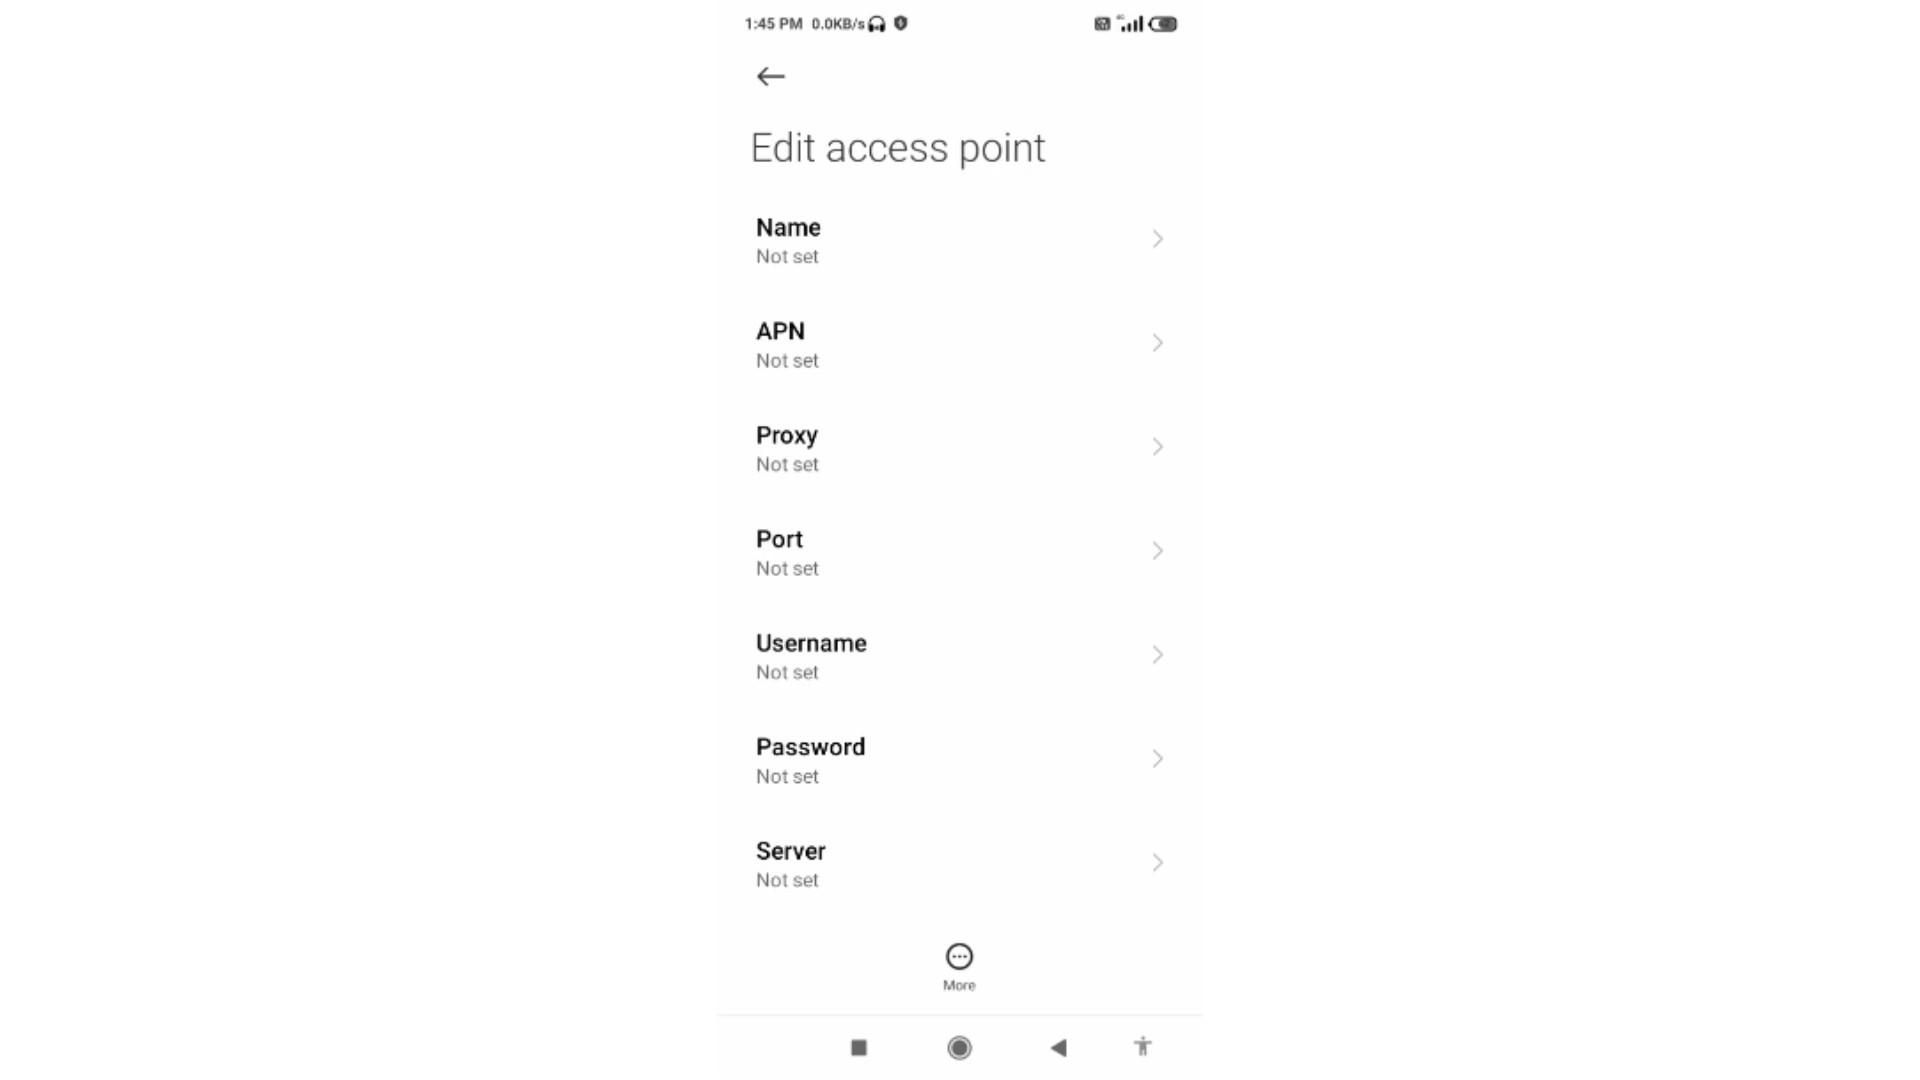 1:45 PM 0.0KB/s
Edit access point
Name
Not set
APN
Not set
Proxy
Not set
Port
Not set
Username
Not set
Password
Not set
Server
Not set
More